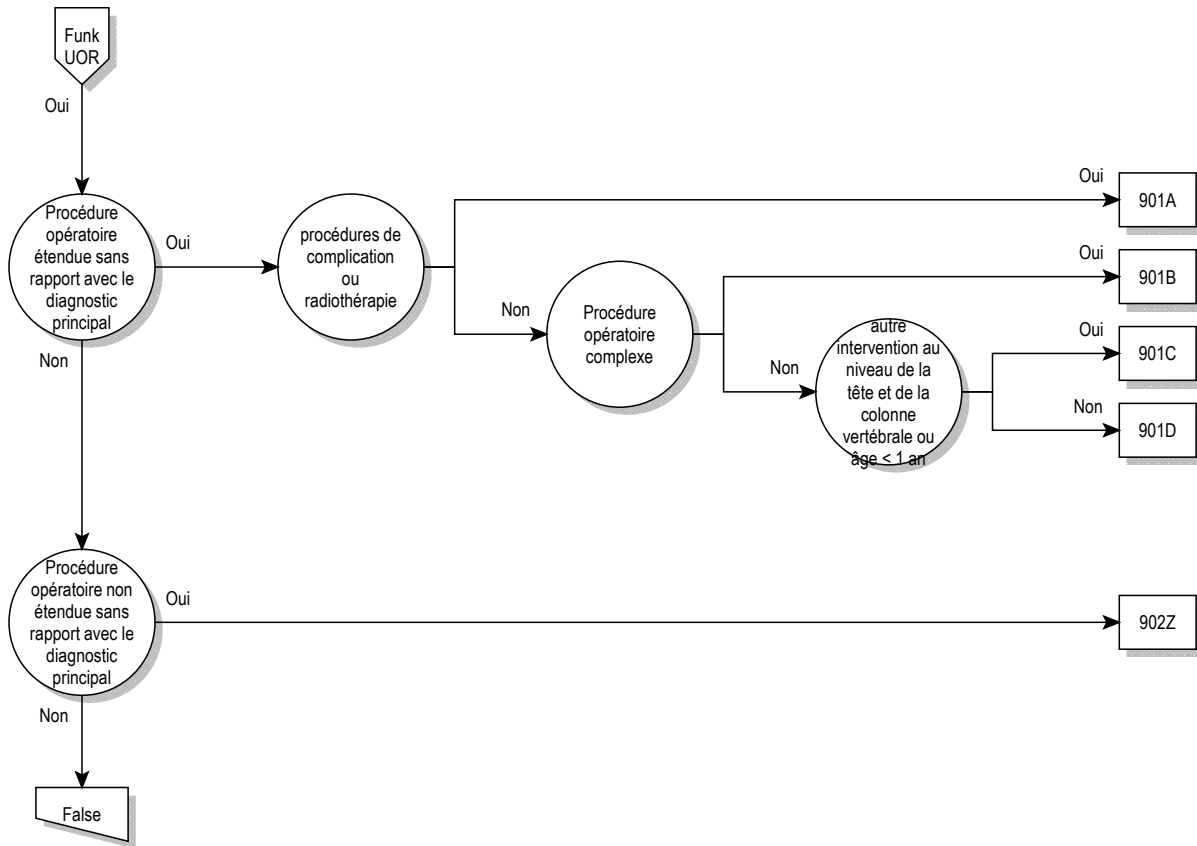 Funk
UOR
Oui
Procédure
opératoire
étendue sans
rapport avec le
diagnostic
principal
Oui
Non
procédures de
complication
ou
radiothérapie
Oui
901A
Non
Procédure
opératoire
complexe
Oui
901B
Non
autre
intervention au
niveau de la
tête et de la
colonne
vertébrale ou
âge < 1 an
Oui
901C
Non
901D
Procédure
opératoire non
étendue sans
rapport avec le
diagnostic
principal
Oui
902Z
Non
False